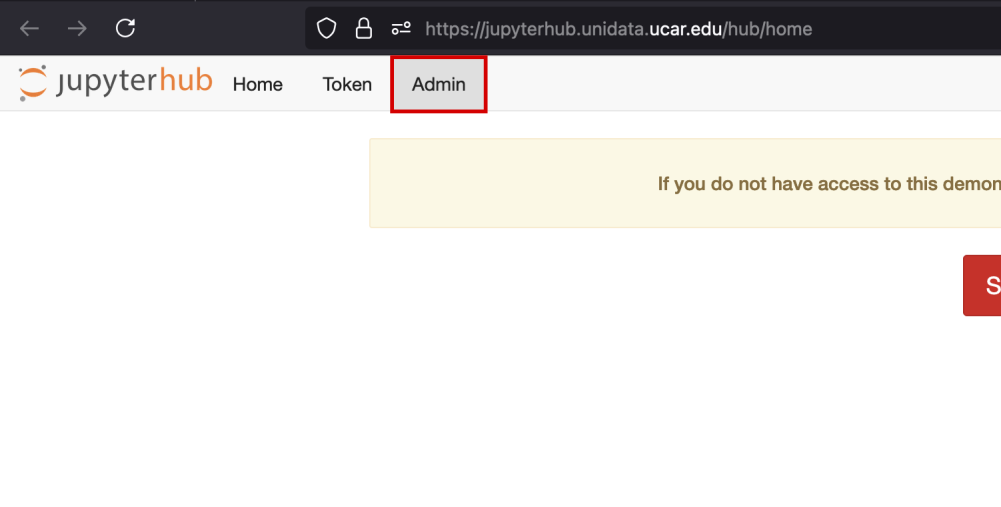 https://jupyterhub.unidata.ucar.edu/hub/home
jupyterhub Home Token Admin
If you do not have access to this demon
S